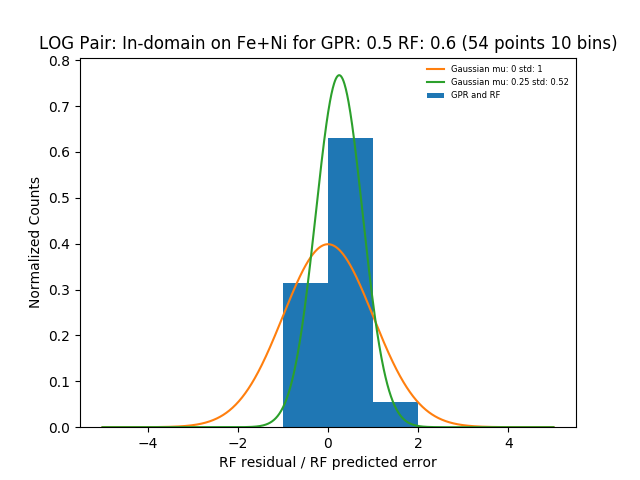 LOG Pair: In-domain on Fe+Ni for GPR: 0.5 RF: 0.6 (54 points 10 bins)
Gaussian mu: 0 std: 1
Gaussian mu: 0.25 std: 0.52
GPR and RF
Normalized Counts
0.8
0.7
0.6
0.5
0.4
0.3
0.2
0.1
0.0
−4 −2 0 2 4
RF residual / RF predicted error